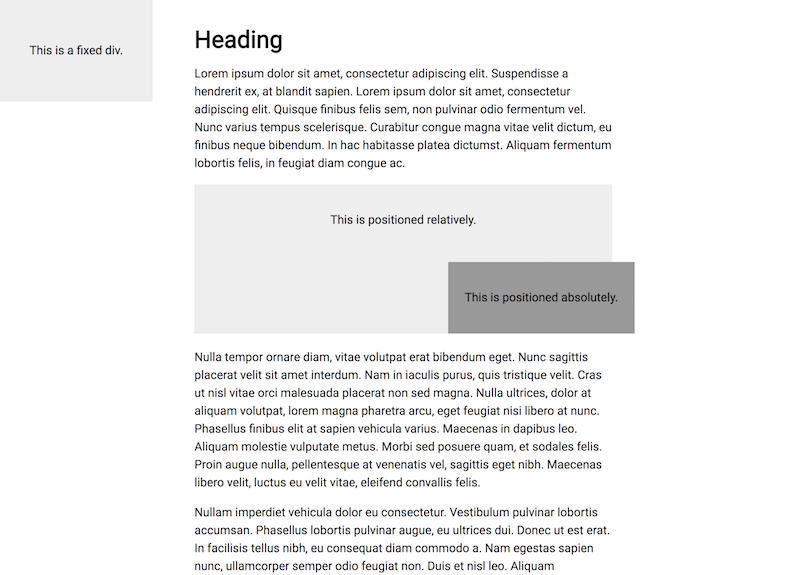 This is a fixed div.
Heading
Lorem ipsum dolor sit amet, consectetur adipiscing elit. Suspendisse a
hendrerit ex, at blandit sapien. Lorem ipsum dolor sit amet, consectetur
adipiscing elit. Quisque finibus felis sem, non pulvinar odio fermentum vel.
Nunc varius tempus scelerisque. Curabitur congue magna vitae velit dictum, eu
finibus neque bibendum. In hac habitasse platea dictumst. Aliquam fermentum
lobortis felis, in feugiat diam congue ac.
This is positioned relatively.
This is positioned absolutely.
Nulla tempor ornare diam, vitae volutpat erat bibendum eget. Nunc sagittis
placerat velit sit amet interdum. Nam in iaculis purus, quis tristique velit. Cras
ut nisl vitae orci malesuada placerat non sed magna. Nulla ultrices, dolor at
aliquam volutpat, lorem magna pharetra arcu, eget feugiat nisi libero at nunc.
Phasellus finibus elit at sapien vehicula varius. Maecenas in dapibus leo.
Aliquam molestie vulputate metus. Morbi sed posuere quam, et sodales felis.
Proin augue nulla, pellentesque at venenatis vel, sagittis eget nibh. Maecenas
libero velit, luctus eu velit vitae, eleifend convallis felis.
Nullam imperdiet vehicula dolor eu consectetur. Vestibulum pulvinar lobortis
accumsan. Phasellus lobortis pulvinar augue, eu ultrices dui. Donec ut est erat.
In facilisis tellus nibh, eu consequat diam commodo a. Nam egestas sapien
nunc, ullamcorper semper odio feugiat non. Duis et nisl leo. Aliquam